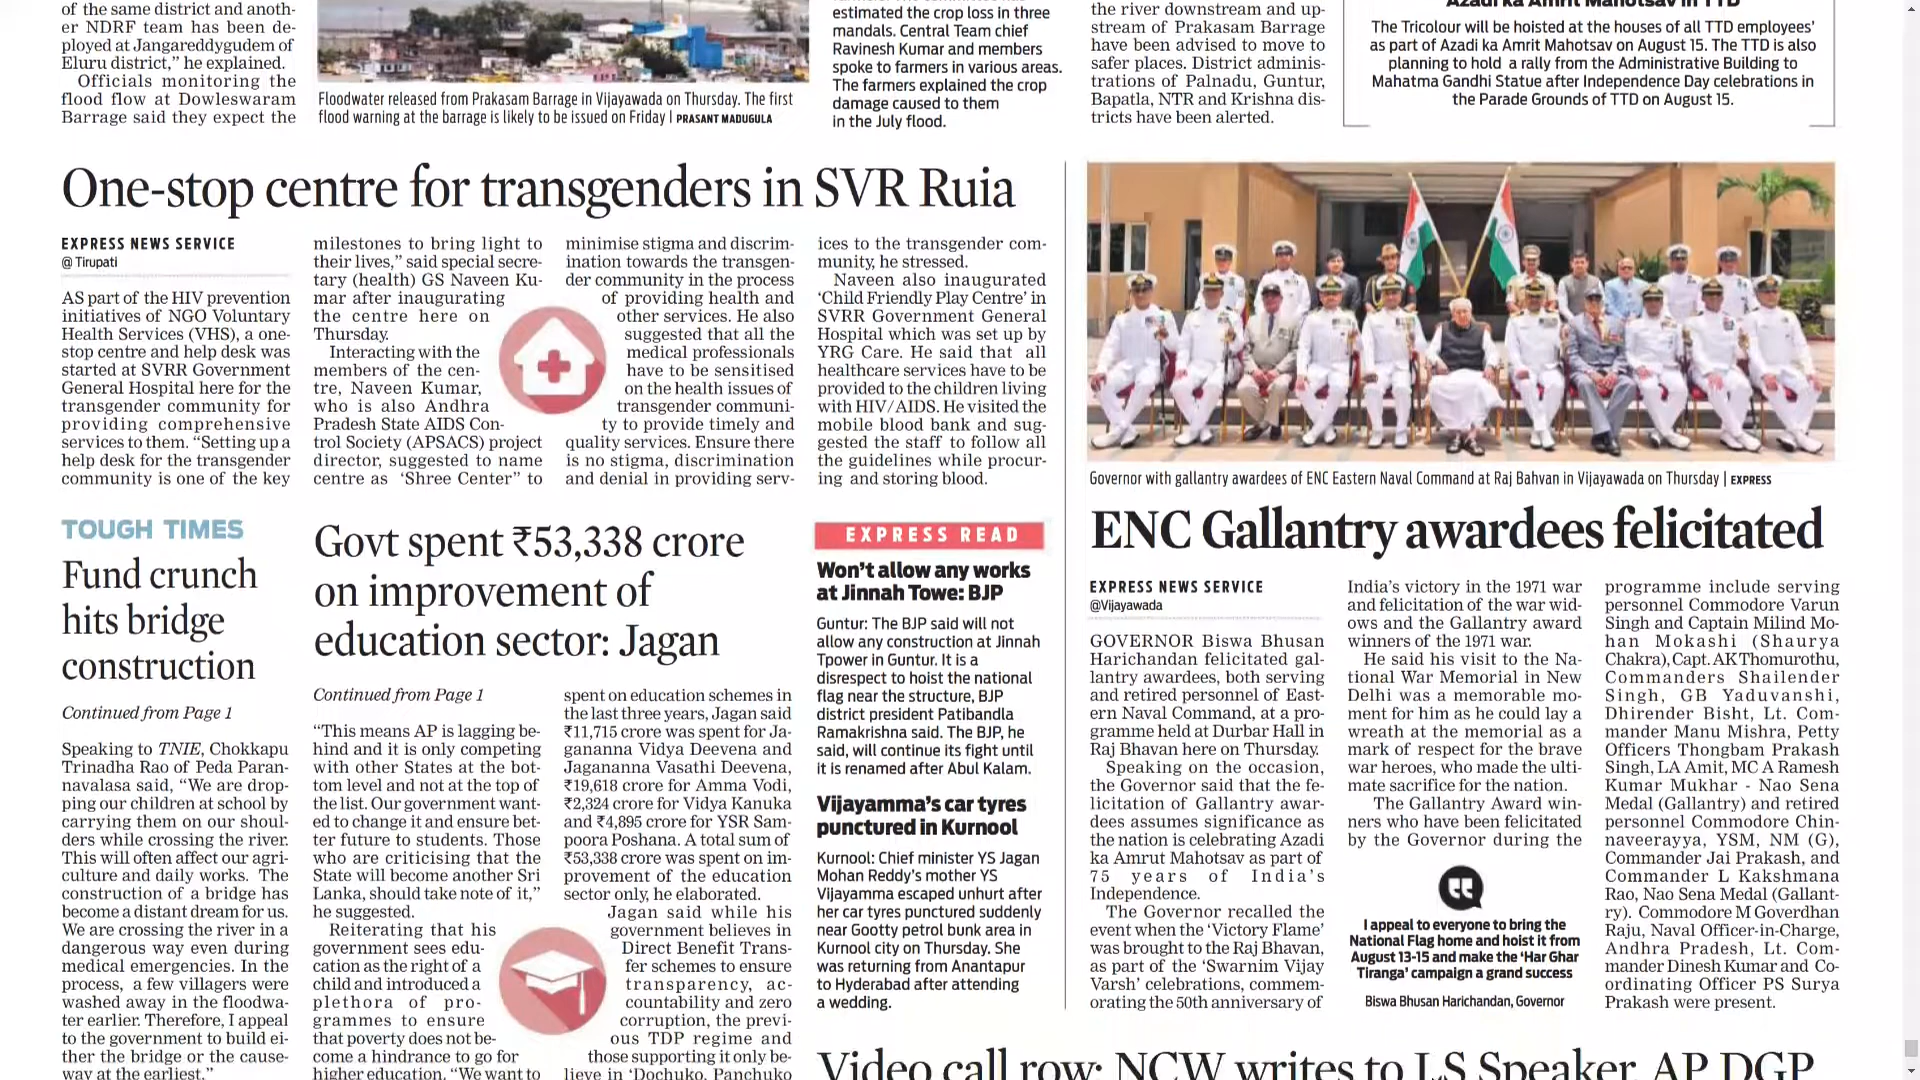 of the same district and anoth-
er NDRF team has been de-
ployed at Jangareddygudem of
Eluru district,” he explained.
Officials monitoring the
flood flow at Dowleswaram
Barrage said they expect the
Floodwater released from Prakasam Barrage in Vijayawada on Thursday. The first
flood warning at the barrage is likely to be issued on Friday | PRASANT MADUGULA
estimated the crop loss in three
mandals. Central Team chief
Ravinesh Kumar and members
spoke to farmers in various areas.
The farmers explained the crop
damage caused to them
in the July flood.
the river downstream and up-
stream of Prakasam Barrage
have been advised to move to
safer places. District adminis-
trations of Palnadu, Guntur,
Bapatla, NTR and Krishna dis-
tricts have been alerted.
Azadi ka Amrit Mahotsav in TTD
The Tricolour will be hoisted at the houses of all TTD employees’
as part of Azadi ka Amrit Mahotsav on August 15. The TTD is also
planning to hold a rally from the Administrative Building to
Mahatma Gandhi Statue after Independence Day celebrations in
the Parade Grounds of TTD on August 15.
One-stop centre for transgenders in SVR Ruia
EXPRESS NEWS SERVICE
@ Tirupati
AS part of the HIV prevention
initiatives of NGO Voluntary
Health Services (VHS), a one-
stop centre and help desk was
started at SVRR Government
General Hospital here for the
transgender community for
providing comprehensive
services to them. “Setting up a
help desk for the transgender
community is one of the key
milestones to bring light to
their lives,” said special secre-
tary (health) GS Naveen Ku-
mar after inaugurating
the centre here on
Thursday.
Interacting with the
members of the cen-
tre, Naveen Kumar,
who is also Andhra
Pradesh State AIDS Con-
trol Society (APSACS) project
director, suggested to name
centre as ‘Shree Center” to
minimise stigma and discrim-
ination towards the transgen-
der community in the process
of providing health and
other services. He also
suggested that all the
medical professionals
have to be sensitised
on the health issues of
transgender communi-
ty to provide timely and
quality services. Ensure there
is no stigma, discrimination
and denial in providing serv-
ices to the transgender com-
munity, he stressed.
Naveen also inaugurated
‘Child Friendly Play Centre’ in
SVRR Government General
Hospital which was set up by
YRG Care. He said that all
healthcare services have to be
provided to the children living
with HIV/AIDS. He visited the
mobile blood bank and sug-
gested the staff to follow all
the guidelines while procur-
ing and storing blood.
Governor with gallantry awardees of ENC Eastern Naval Command at Raj Bahvan in Vijayawada on Thursday | EXPRESS
TOUGH TIMES
Fund crunch
hits bridge
construction
Continued from Page 1
Speaking to TNIE, Chokkapu
Trinadha Rao of Peda Paran-
navalasa said, “We are drop-
ping our children at school by
carrying them on our shoul-
ders while crossing the river.
This will often affect our agri-
culture and daily works. The
construction of a bridge has
become a distant dream for us.
We are crossing the river in a
dangerous way even during
medical emergencies. In the
process, a few villagers were
washed away in the floodwa-
ter earlier. Therefore, I appeal
to the government to build ei-
ther the bridge or the cause-
way at the earliest.”
Govt spent ₹53,338 crore
on improvement of
education sector: Jagan
Continued from Page 1
“This means AP is lagging be-
hind and it is only competing
with other States at the bot-
tom level and not at the top of
the list. Our government want-
ed to change it and ensure bet-
ter future to students. Those
who are criticising that the
State will become another Sri
Lanka, should take note of it,”
he suggested.
Reiterating that his
government sees edu-
cation as the right of a
child and introduced a
plethora of pro-
grammes to ensure
that poverty does not be-
come a hindrance to go for
higher education, “We want to
spent on education schemes in
the last three years, Jagan said
₹11,715 crore was spent for Ja-
gananna Vidya Deevena and
Jagananna Vasathi Deevena,
₹19,618 crore for Amma Vodi,
₹2,324 crore for Vidya Kanuka
and ₹4,895 crore for YSR Sam-
poora Poshana. A total sum of
₹53,338 crore was spent on im-
provement of the education
sector only, he elaborated.
Jagan said while his
government believes in
Direct Benefit Trans-
fer schemes to ensure
transparency, ac-
countability and zero
corruption, the previ-
ous TDP regime and
those supporting it only be-
lieve in ‘Dochuko, Panchuko
EXPRESS READ
Won’t allow any works
at Jinnah Towe: BJP
Guntur: The BJP said will not
allow any construction at Jinnah
Tpower in Guntur. It is a
disrespect to hoist the national
flag near the structure, BJP
district president Patibandla
Ramakrishna said. The BJP, he
said, will continue its fight until
it is renamed after Abul Kalam.
Vijayamma’s car tyres
punctured in Kurnool
Kurnool: Chief minister YS Jagan
Mohan Reddy’s mother YS
Vijayamma escaped unhurt after
her car tyres punctured suddenly
near Gootty petrol bunk area in
Kurnool city on Thursday. She
was returning from Anantapur
to Hyderabad after attending
a wedding.
ENC Gallantry awardees felicitated
EXPRESS NEWS SERVICE
@Vijayawada
GOVERNOR Biswa Bhusan
Harichandan felicitated gal-
lantry awardees, both serving
and retired personnel of East-
ern Naval Command, at a pro-
gramme held at Durbar Hall in
Raj Bhavan here on Thursday.
Speaking on the occasion,
the Governor said that the fe-
licitation of Gallantry awar-
dees assumes significance as
the nation is celebrating Azadi
ka Amrut Mahotsav as part of
75 years of India’s
Independence.
The Governor recalled the
event when the ‘Victory Flame’
was brought to the Raj Bhavan,
as part of the ‘Swarnim Vijay
Varsh’ celebrations, commem-
orating the 50th anniversary of
India’s victory in the 1971 war
and felicitation of the war wid-
ows and the Gallantry award
winners of the 1971 war.
He said his visit to the Na-
tional War Memorial in New
Delhi was a memorable mo-
ment for him as he could lay a
wreath at the memorial as a
mark of respect for the brave
war heroes, who made the ulti-
mate sacrifice for the nation.
The Gallantry Award win-
ners who have been felicitated
by the Governor during the
I appeal to everyone to bring the
National Flag home and hoist it from
August 13-15 and make the ‘Har Ghar
Tiranga’ campaign a grand success
Biswa Bhusan Harichandan, Governor
programme include serving
personnel Commodore Varun
Singh and Captain Milind Mo-
han Mokashi (Shaurya
Chakra), Capt. AK Thomurothu,
Commanders Shailender
Singh, GB Yaduvanshi,
Dhirender Bisht, Lt. Com-
mander Manu Mishra, Petty
Officers Thongbam Prakash
Singh, LA Amit, MC A Ramesh
Kumar Mukhar - Nao Sena
Medal (Gallantry) and retired
personnel Commodore Chin-
naveerayya, YSM, NM (G),
Commander Jai Prakash, and
Commander L Kakshmana
Rao, Nao Sena Medal (Gallant-
ry). Commodore M Goverdhan
Raju, Naval Officer-in-Charge,
Andhra Pradesh, Lt. Com-
mander Dinesh Kumar and Co-
ordinating Officer PS Surya
Prakash were present.
Video call row: NCW writes to LS Speaker, AP DGP